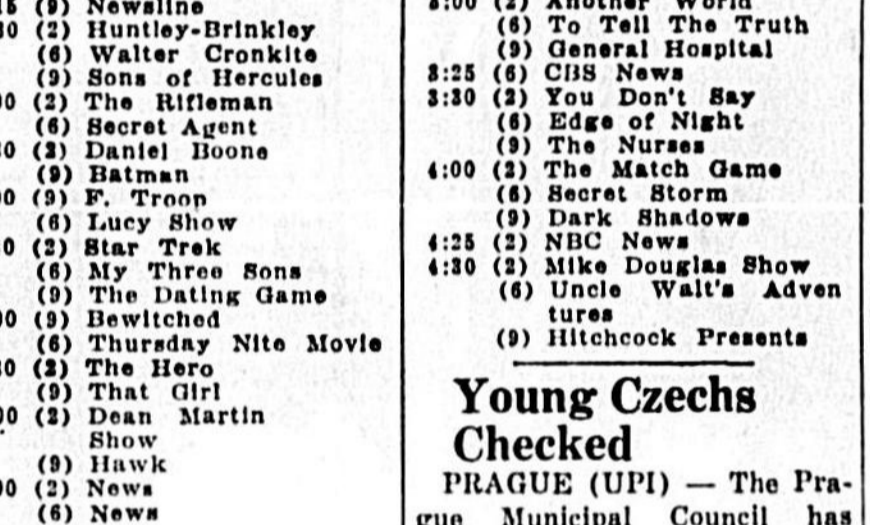 (9) Newsline
(2) Huntley-Brinkley
(6) Walter Cronkite
(9) Sons of Hercules
(2) The Rifleman
(6) Secret Agent
(2) Daniel Boone
(9) Batman
(9) F. Troop
(6) Lucy Show
(2) Star Trek
(6) My Three Sons
(9) The Dating Game
(9) Bewitched
(6) Thursday Nite Movie
(2) The Hero
(9) That Girl
(2) Dean Martin
Show
(9) Hawk
(2) News
(6) News
3:00 (2) Another World
(6) To Tell The Truth
(9) General Hospital
3:25 (6) CBS News
3:30 (2) You Don't Say
(6) Edge of Night
(9) The Nurses
4:00 (2) The Match Game
(6) Secret Storm
(9) Dark Shadows
4:25 (2) NBC News
4:30 (2) Mike Douglas Show
(6) Uncle Walt's Adven
tures
(9) Hitchcock Presents
Young Czechs
Checked
PRAGUE (UPI) — The Pra-
gue Municipal Council has